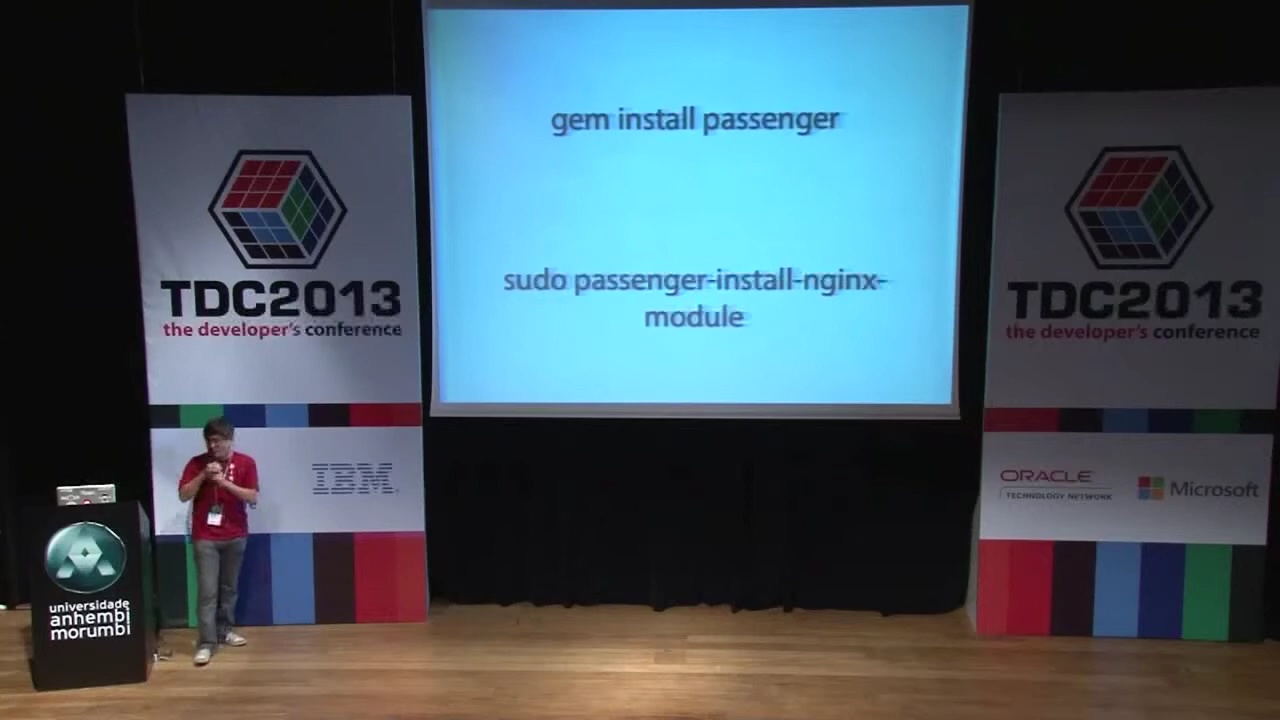 gem install passenger
sudo passenger-install-nginx-
module
TDC2013
the developer's conference
IBM
universidade
anhembi
morumbi
TDC2013
the developer's conference
ORACLE
TECHNOLOGY NETWORK
Microsoft